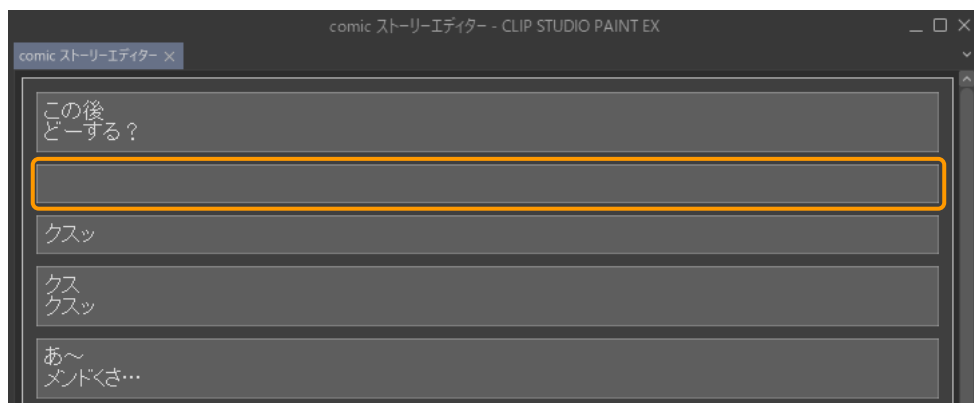 comic ストーリーエディター - CLIP STUDIO PAINT EX
comic ストーリーエディター
この後
どーする？
クスッ
クス
クスッ
あ～
メンドくさ…